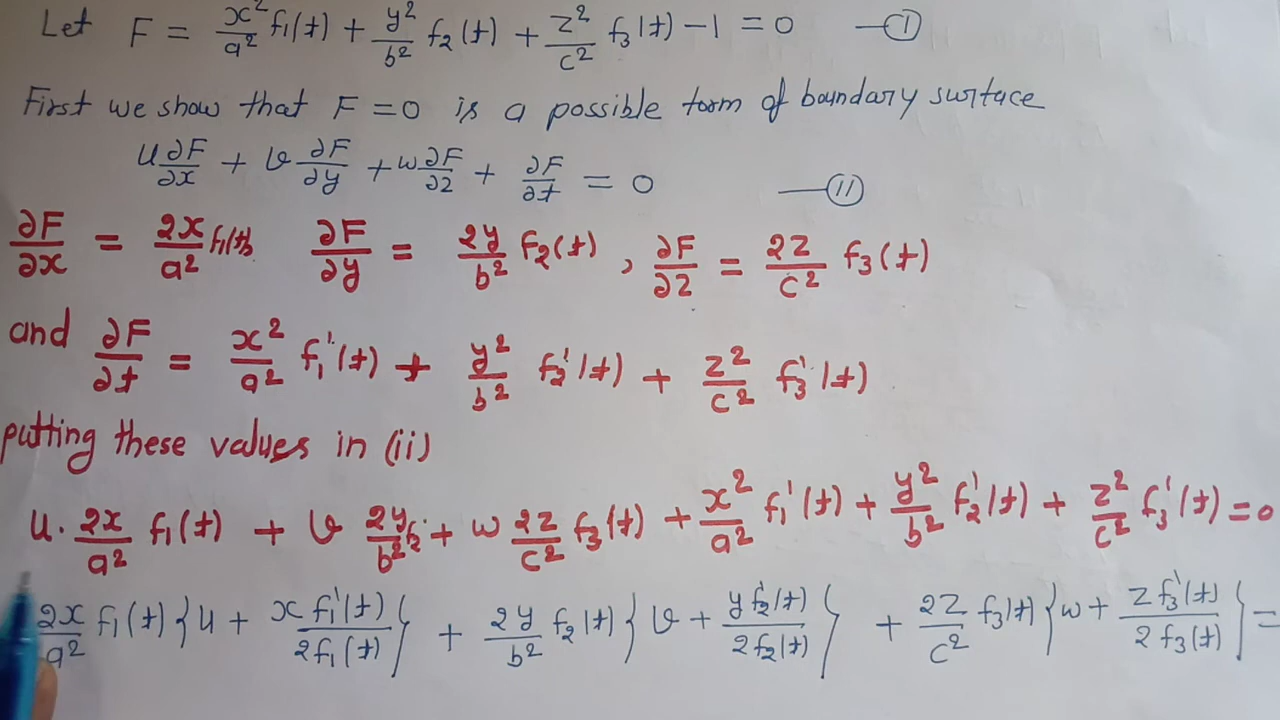 Let F = x²/a² f₁(t) + y²/b² f₂(t) + z²/c² f₃(t) − 1 = 0 —(I)
First we show that F = 0 is a possible form of boundary surface
u ∂F/∂x + v ∂F/∂y + w ∂F/∂z + ∂F/∂t = 0 —(II)
∂F/∂x = 2x/a² f₁(t) ∂F/∂y = 2y/b² f₂(t) , ∂F/∂z = 2z/c² f₃(t)
and ∂F/∂t = x²/a² f₁'(t) + y²/b² f₂'(t) + z²/c² f₃'(t)
putting these values in (ii)
u. 2x/a² f₁(t) + v 2y/b² f₂ + w 2z/c² f₃(t) + x²/a² f₁'(t) + y²/b² f₂'(t) + z²/c² f₃'(t) = 0
2x/a² f₁(t) {u + x f₁'(t)/2f₁(t)} + 2y/b² f₂(t) {v + y f₂'(t)/2f₂(t)} + 2z/c² f₃(t) {w + z f₃'(t)/2 f₃(t)} =